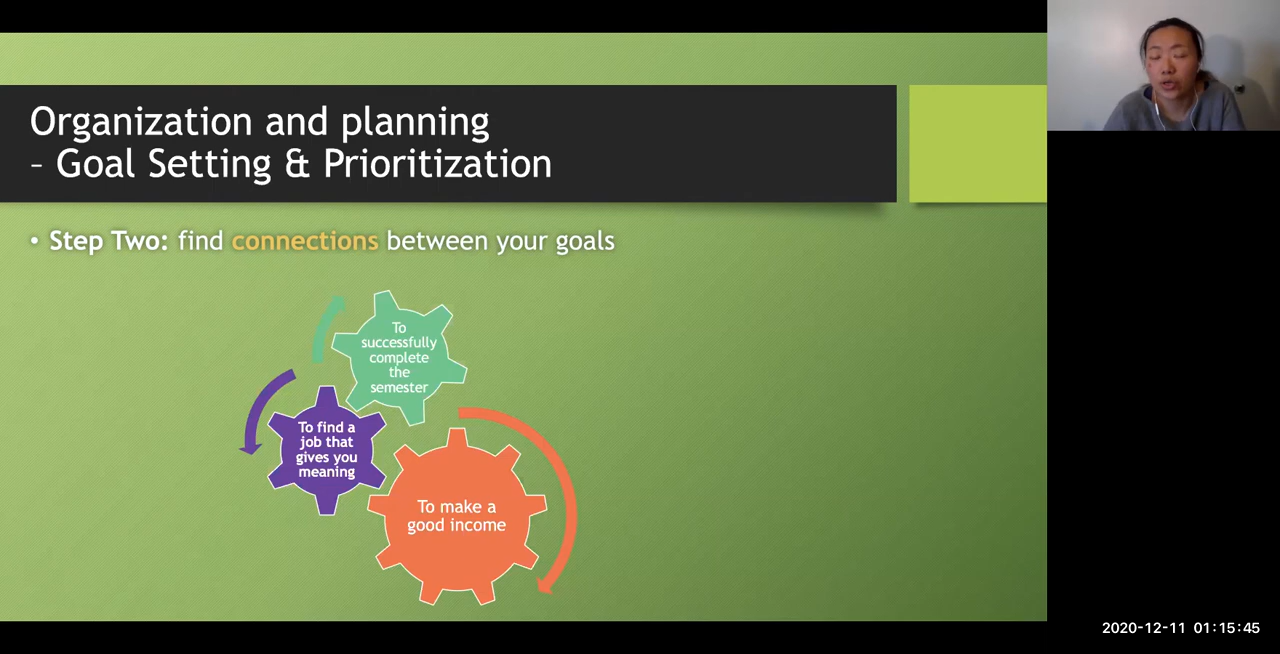 Organization and planning
– Goal Setting & Prioritization
• Step Two: find connections between your goals
To
successfully
complete
the
semester
To find a
job that
gives you
meaning
To make a
good income
2020-12-11 01:15:45